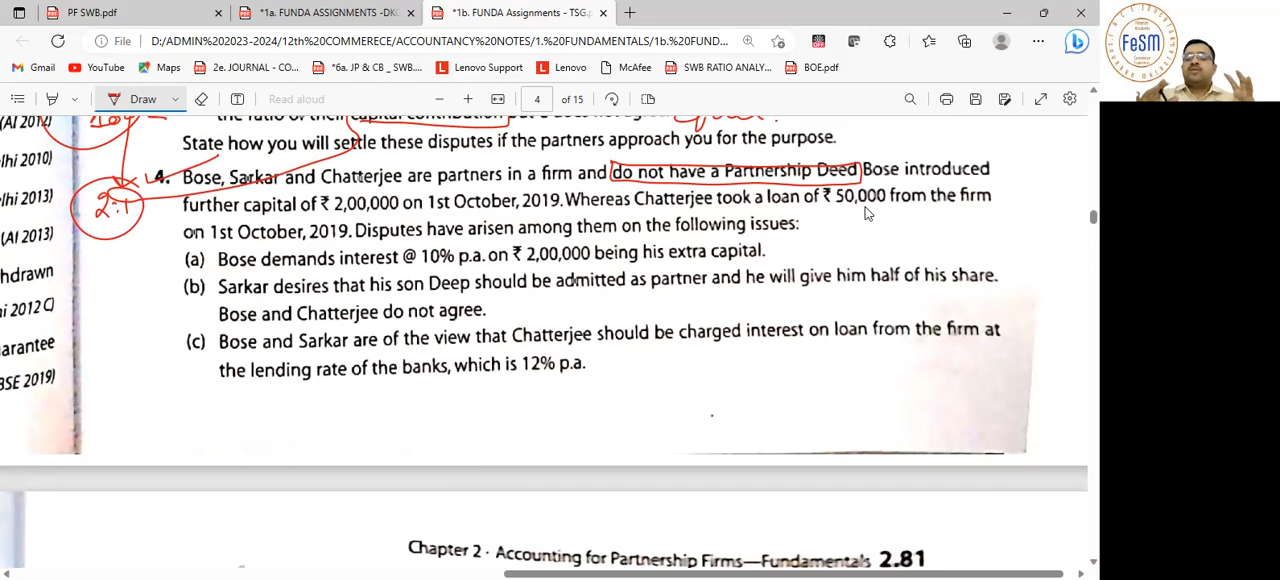 PF SWB.pdf
*1a. FUNDA ASSIGNMENTS -DK
*1b. FUNDA Assignments - TSG.p
File
D:/ADMIN%202023-2024/12th%20COMMERECE/ACCOUNTANCY%20NOTES/1.%20FUNDAMENTALS/1b.%20FUND...
OFF
FeSM
Gmail
YouTube
Maps
2e. JOURNAL - CO...
*6a. JP & CB _ SWB....
Lenovo Support
Lenovo
McAfee
SWB RATIO ANALY...
BOE.pdf
Draw
Read aloud
4
of 15
(AI 2012)
State how you will settle these disputes if the partners approach you for the purpose.
lhi 2010)
4. Bose, Sarkar and Chatterjee are partners in a firm and do not have a Partnership Deed Bose introduced
lhi 2013)
2:1
further capital of ₹ 2,00,000 on 1st October, 2019. Whereas Chatterjee took a loan of ₹ 50,000 from the firm
(AI 2013)
on 1st October, 2019. Disputes have arisen among them on the following issues:
(a) Bose demands interest @ 10% p.a. on ₹ 2,00,000 being his extra capital.
hdrawn
(b) Sarkar desires that his son Deep should be admitted as partner and he will give him half of his share.
Bose and Chatterjee do not agree.
i 2012 C)
(c) Bose and Sarkar are of the view that Chatterjee should be charged interest on loan from the firm at
arantee
the lending rate of the banks, which is 12% p.a.
BSE 2019)
Chapter 2 · Accounting for Partnership Firms—Fundamentals 2.81